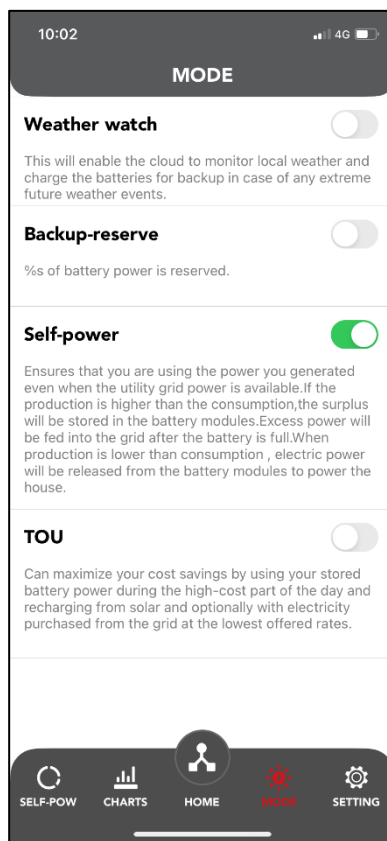 10:02
4G
MODE
Weather watch
This will enable the cloud to monitor local weather and
charge the batteries for backup in case of any extreme
future weather events.
Backup-reserve
%s of battery power is reserved.
Self-power
Ensures that you are using the power you generated
even when the utility grid power is available.If the
production is higher than the consumption,the surplus
will be stored in the battery modules.Excess power will
be fed into the grid after the battery is full.When
production is lower than consumption , electric power
will be released from the battery modules to power the
house.
TOU
Can maximize your cost savings by using your stored
battery power during the high-cost part of the day and
recharging from solar and optionally with electricity
purchased from the grid at the lowest offered rates.
SELF-POW CHARTS HOME MODE SETTING